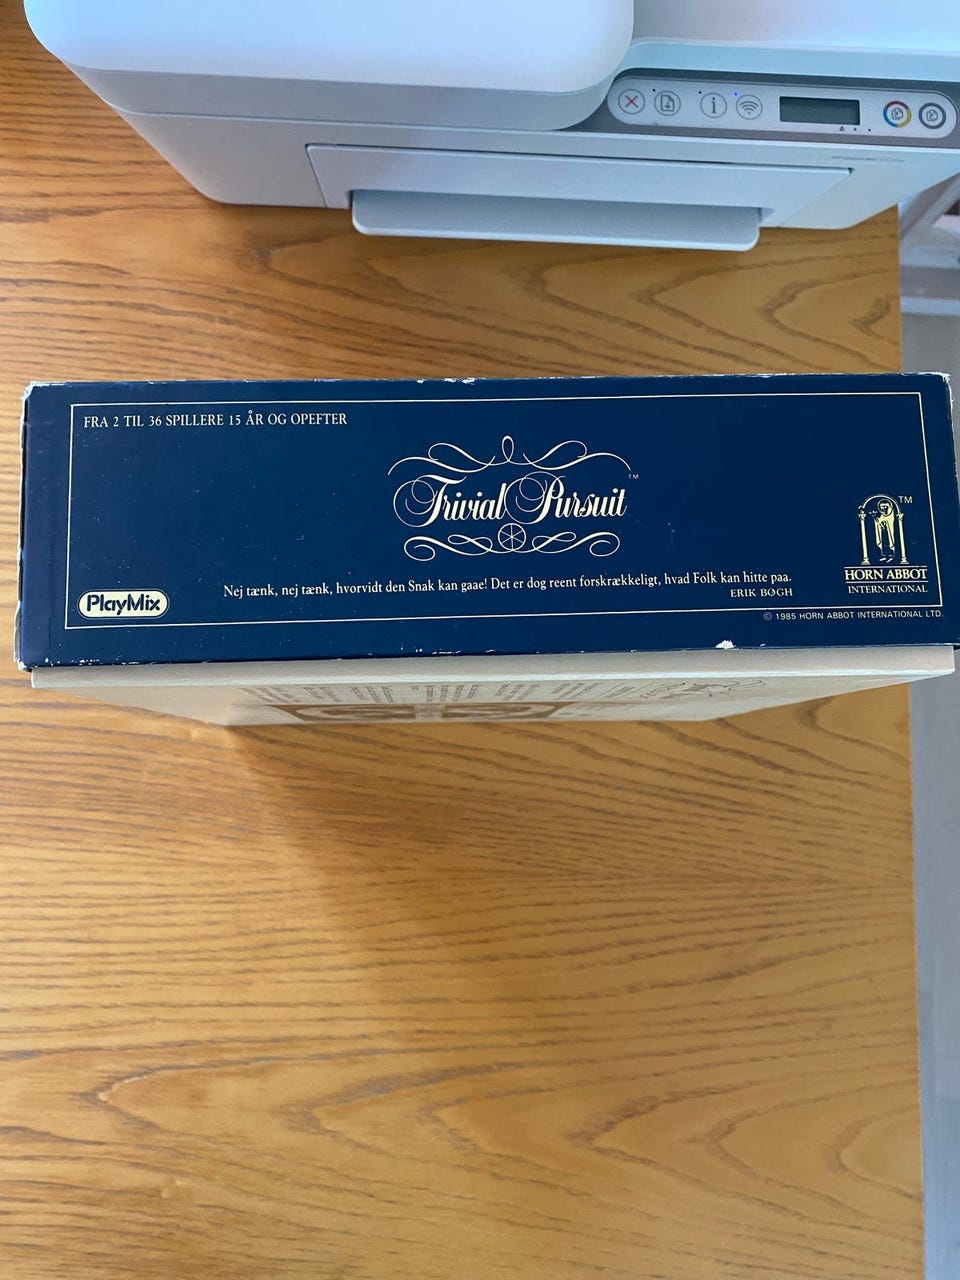 FRA 2 TIL 36 SPILLERE 15 ÅR OG OPEFTER
Trivial Pursuit ™
Nej tænk, nej tænk, hvorvidt den Snak kan gaae! Det er dog reent forskrækkeligt, hvad Folk kan hitte paa.
ERIK BØGH
PlayMix
TM
HORN ABBOT
INTERNATIONAL
© 1985 HORN ABBOT INTERNATIONAL LTD.